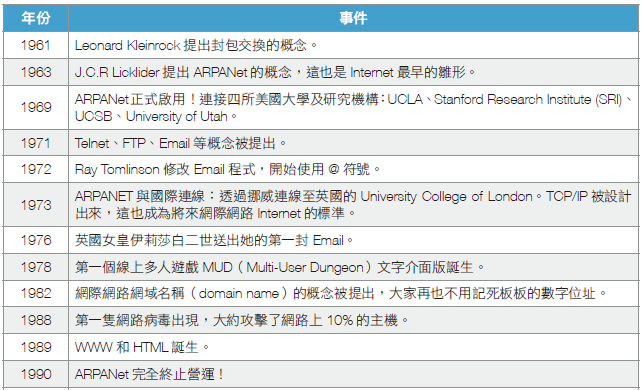 年份 事件
1961 Leonard Kleinrock 提出封包交換的概念。
1963 J.C.R Licklider 提出 ARPANet 的概念，這也是 Internet 最早的雛形。
1969 ARPANet 正式啟用！連接四所美國大學及研究機構：UCLA、Stanford Research Institute (SRI)、
UCSB、University of Utah。
1971 Telnet、FTP、Email 等概念被提出。
1972 Ray Tomlinson 修改 Email 程式，開始使用 @ 符號。
1973 ARPANET 與國際連線：透過挪威連線至英國的 University College of London。TCP/IP 被設計
出來，這也成為將來網際網路 Internet 的標準。
1976 英國女皇伊莉莎白二世送出她的第一封 Email。
1978 第一個線上多人遊戲 MUD（Multi-User Dungeon）文字介面版誕生。
1982 網際網路網域名稱（domain name）的概念被提出，大家再也不用記死板板的數字位址。
1988 第一隻網路病毒出現，大約攻擊了網路上 10% 的主機。
1989 WWW 和 HTML 誕生。
1990 ARPANet 完全終止營運！